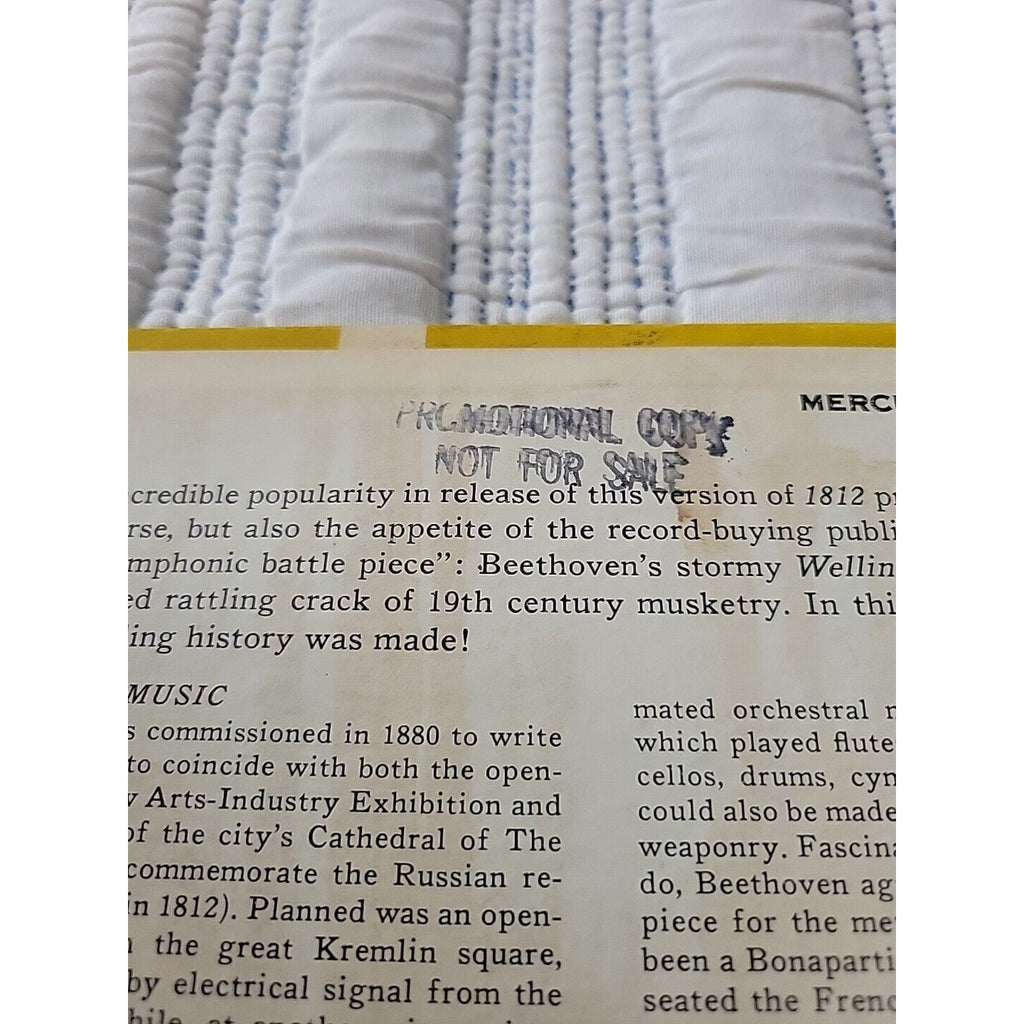 MERCU
PROMOTIONAL COPY
NOT FOR SALE
credible popularity in release of this version of 1812 pr
rse, but also the appetite of the record-buying publi
mphonic battle piece”: Beethoven’s stormy Wellin
ed rattling crack of 19th century musketry. In thi
ing history was made!
MUSIC
s commissioned in 1880 to write
to coincide with both the open-
y Arts-Industry Exhibition and
of the city’s Cathedral of The
commemorate the Russian re-
in 1812). Planned was an open-
n the great Kremlin square,
by electrical signal from the
mated orchestral
which played flute
cellos, drums, cyn
could also be made
weaponry. Fascina
do, Beethoven ag
piece for the me
been a Bonaparti
seated the Frenc